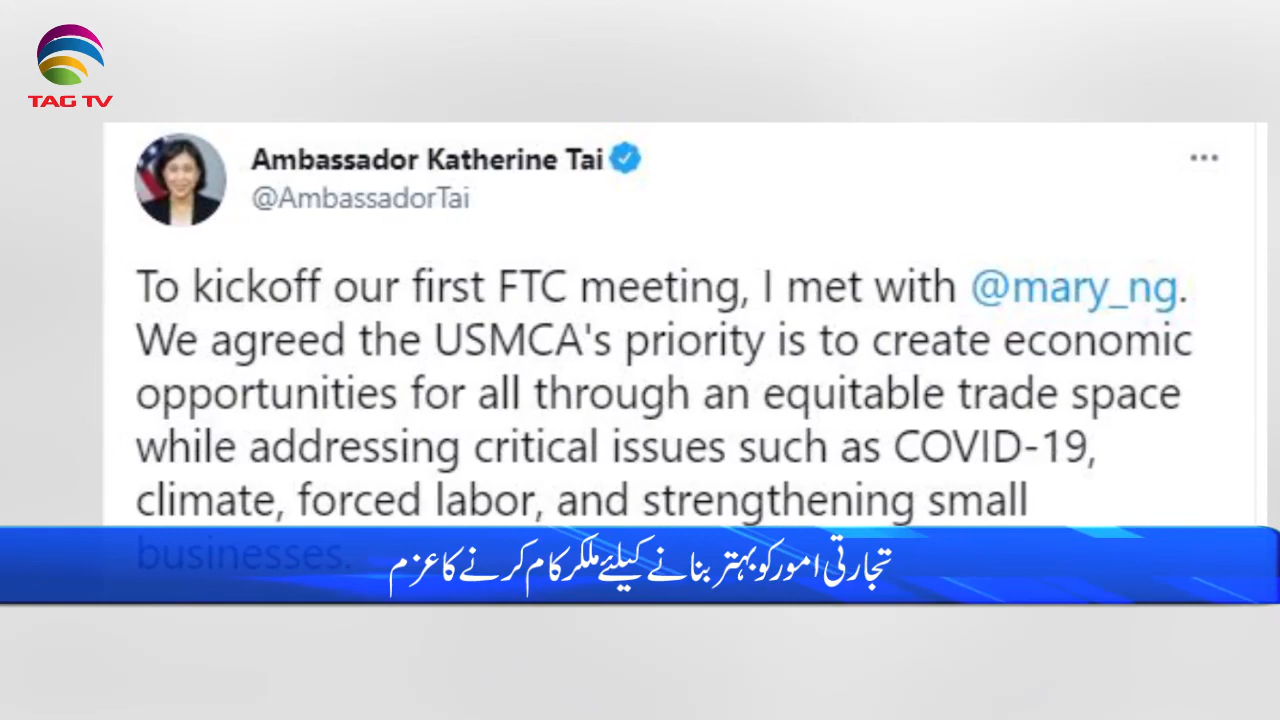 TAG TV
Ambassador Katherine Tai
@AmbassadorTai
To kickoff our first FTC meeting, I met with @mary_ng.
We agreed the USMCA's priority is to create economic
opportunities for all through an equitable trade space
while addressing critical issues such as COVID-19,
climate, forced labor, and strengthening small
businesses.
تجارتی امور کو بہتر بنانے کیلئے ملکر کام کرنے کا عزم